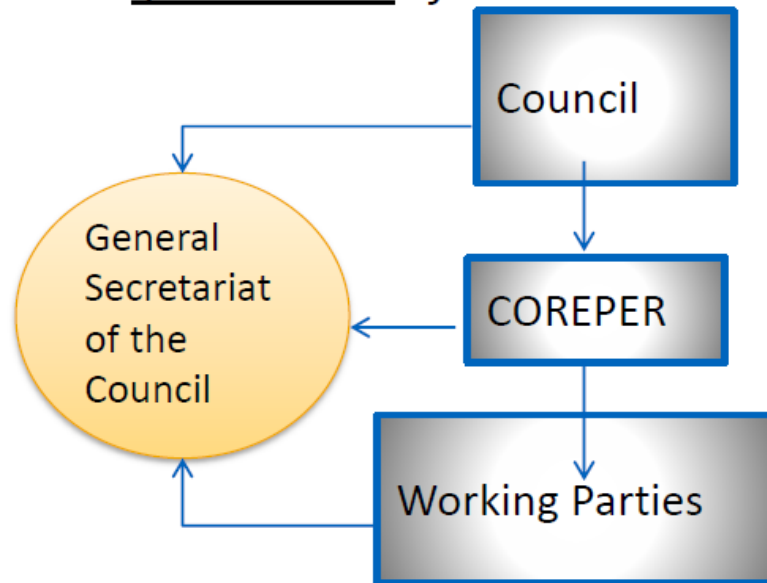 Council
General
Secretariat
of the
Council
COREPER
Working Parties